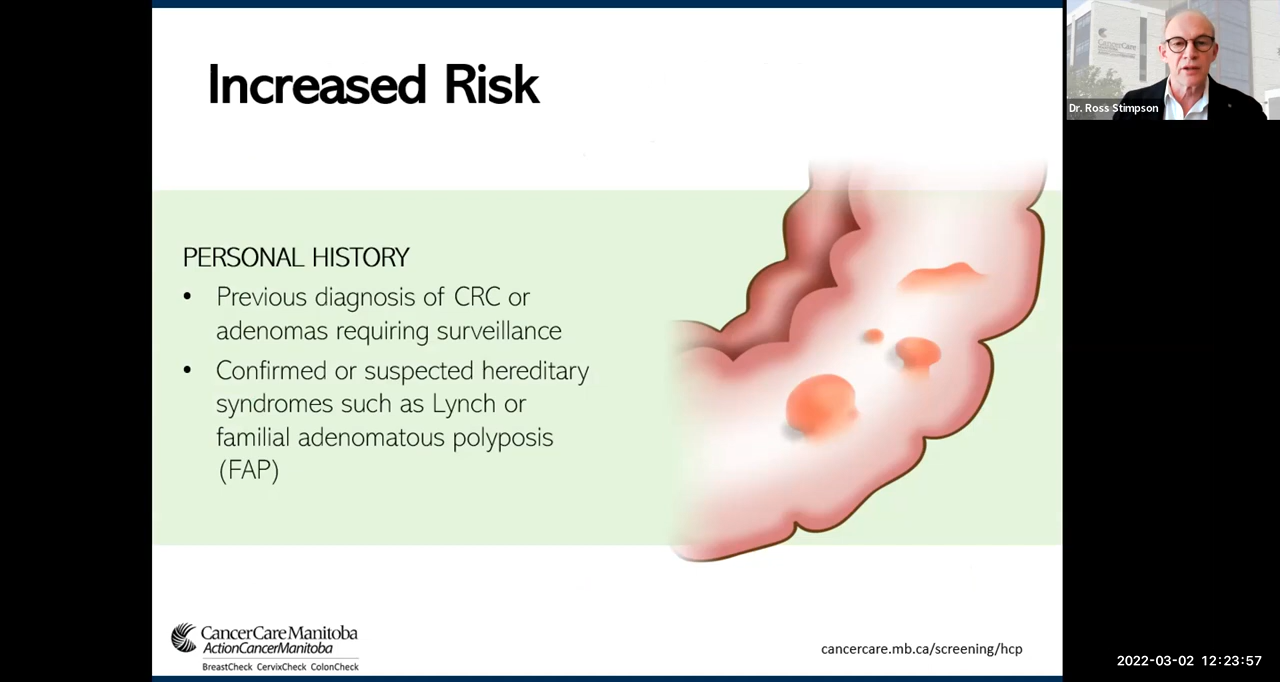 Increased Risk
PERSONAL HISTORY
• Previous diagnosis of CRC or
adenomas requiring surveillance
• Confirmed or suspected hereditary
syndromes such as Lynch or
familial adenomatous polyposis
(FAP)
CancerCare Manitoba
ActionCancerManitoba
BreastCheck CervixCheck ColonCheck
cancercare.mb.ca/screening/hcp
CancerCare
Dr. Ross Stimpson
2022-03-02 12:23:57